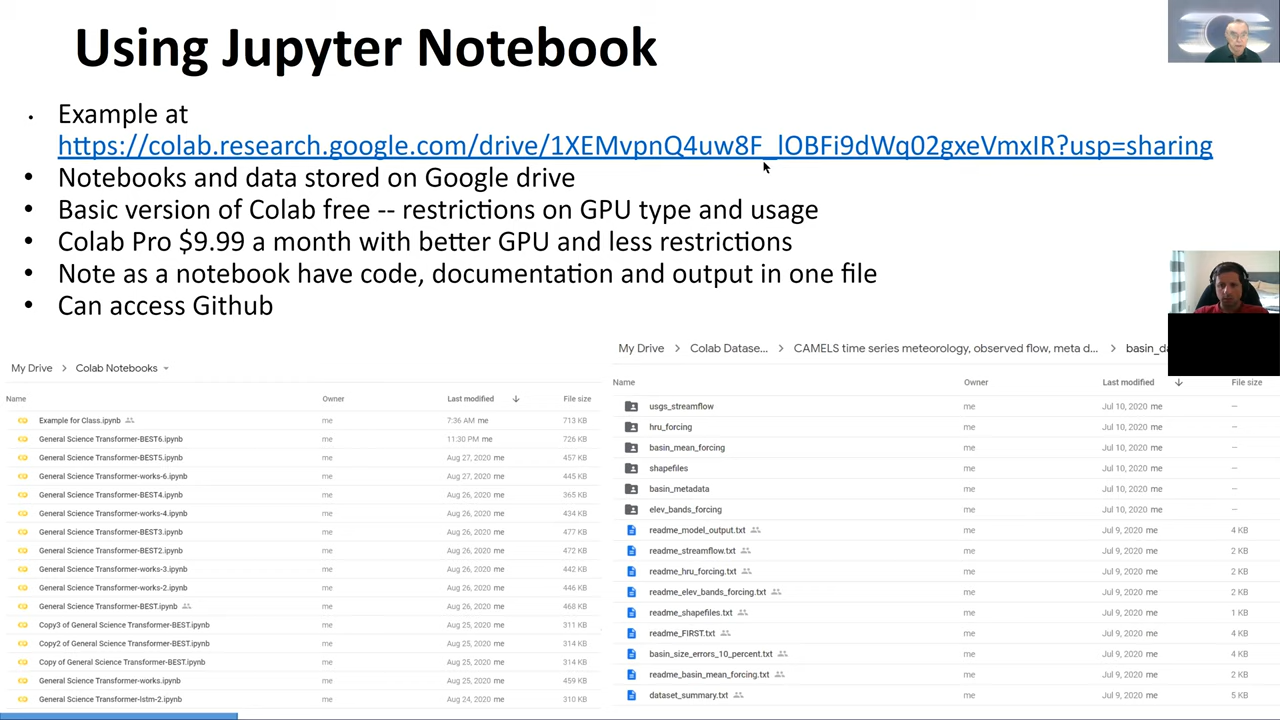 Using Jupyter Notebook
• Example at
https://colab.research.google.com/drive/1XEMvpnQ4uw8F_lOBFi9dWq02gxeVmxIR?usp=sharing
• Notebooks and data stored on Google drive
• Basic version of Colab free -- restrictions on GPU type and usage
• Colab Pro $9.99 a month with better GPU and less restrictions
• Note as a notebook have code, documentation and output in one file
• Can access Github
My Drive > Colab Notebooks
Name Owner Last modified File size
Example for Class.ipynb me 7:36 AM me 713 KB
General Science Transformer-BEST6.ipynb me 11:30 PM me 726 KB
General Science Transformer-BEST5.ipynb me Aug 27, 2020 me 457 KB
General Science Transformer-works-6.ipynb me Aug 27, 2020 me 445 KB
General Science Transformer-BEST4.ipynb me Aug 26, 2020 me 365 KB
General Science Transformer-works-4.ipynb me Aug 26, 2020 me 434 KB
General Science Transformer-BEST3.ipynb me Aug 26, 2020 me 477 KB
General Science Transformer-BEST2.ipynb me Aug 26, 2020 me 472 KB
General Science Transformer-works-3.ipynb me Aug 26, 2020 me 442 KB
General Science Transformer-works-2.ipynb me Aug 26, 2020 me 446 KB
General Science Transformer-BEST.ipynb me Aug 26, 2020 me 468 KB
Copy3 of General Science Transformer-BEST.ipynb me Aug 25, 2020 me 311 KB
Copy2 of General Science Transformer-BEST.ipynb me Aug 25, 2020 me 314 KB
Copy of General Science Transformer-BEST.ipynb me Aug 25, 2020 me 314 KB
General Science Transformer-works.ipynb me Aug 25, 2020 me 459 KB
General Science Transformer-lstm-2.ipynb me Aug 24, 2020 me 310 KB
My Drive > Colab Datase... > CAMELS time series meteorology, observed flow, meta d... > basin_da
Name Owner Last modified File size
usgs_streamflow me Jul 10, 2020 me –
hru_forcing me Jul 10, 2020 me –
basin_mean_forcing me Jul 10, 2020 me –
shapefiles me Jul 10, 2020 me –
basin_metadata me Jul 10, 2020 me –
elev_bands_forcing me Jul 10, 2020 me –
readme_model_output.txt me Jul 9, 2020 me 4 KB
readme_streamflow.txt me Jul 9, 2020 me 2 KB
readme_hru_forcing.txt me Jul 9, 2020 me 2 KB
readme_elev_bands_forcing.txt me Jul 9, 2020 me 2 KB
readme_shapefiles.txt me Jul 9, 2020 me 1 KB
readme_FIRST.txt me Jul 9, 2020 me 4 KB
basin_size_errors_10_percent.txt me Jul 9, 2020 me 4 KB
readme_basin_mean_forcing.txt me Jul 9, 2020 me 2 KB
dataset_summary.txt me Jul 9, 2020 me 5 KB